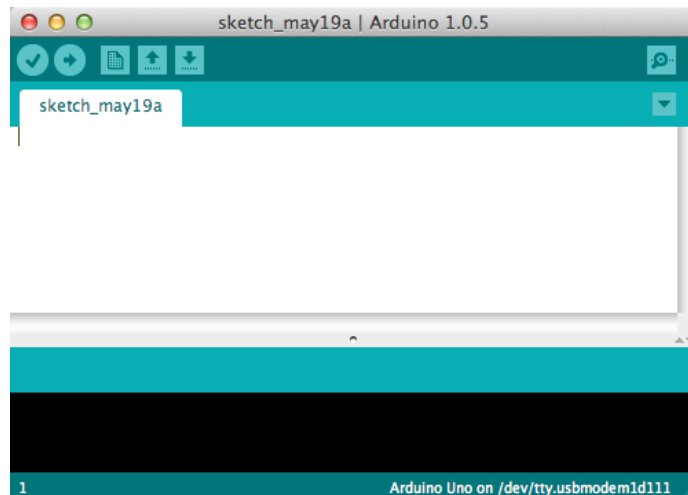 sketch_may19a | Arduino 1.0.5
sketch_may19a
1 Arduino Uno on /dev/tty.usbmodem1d111